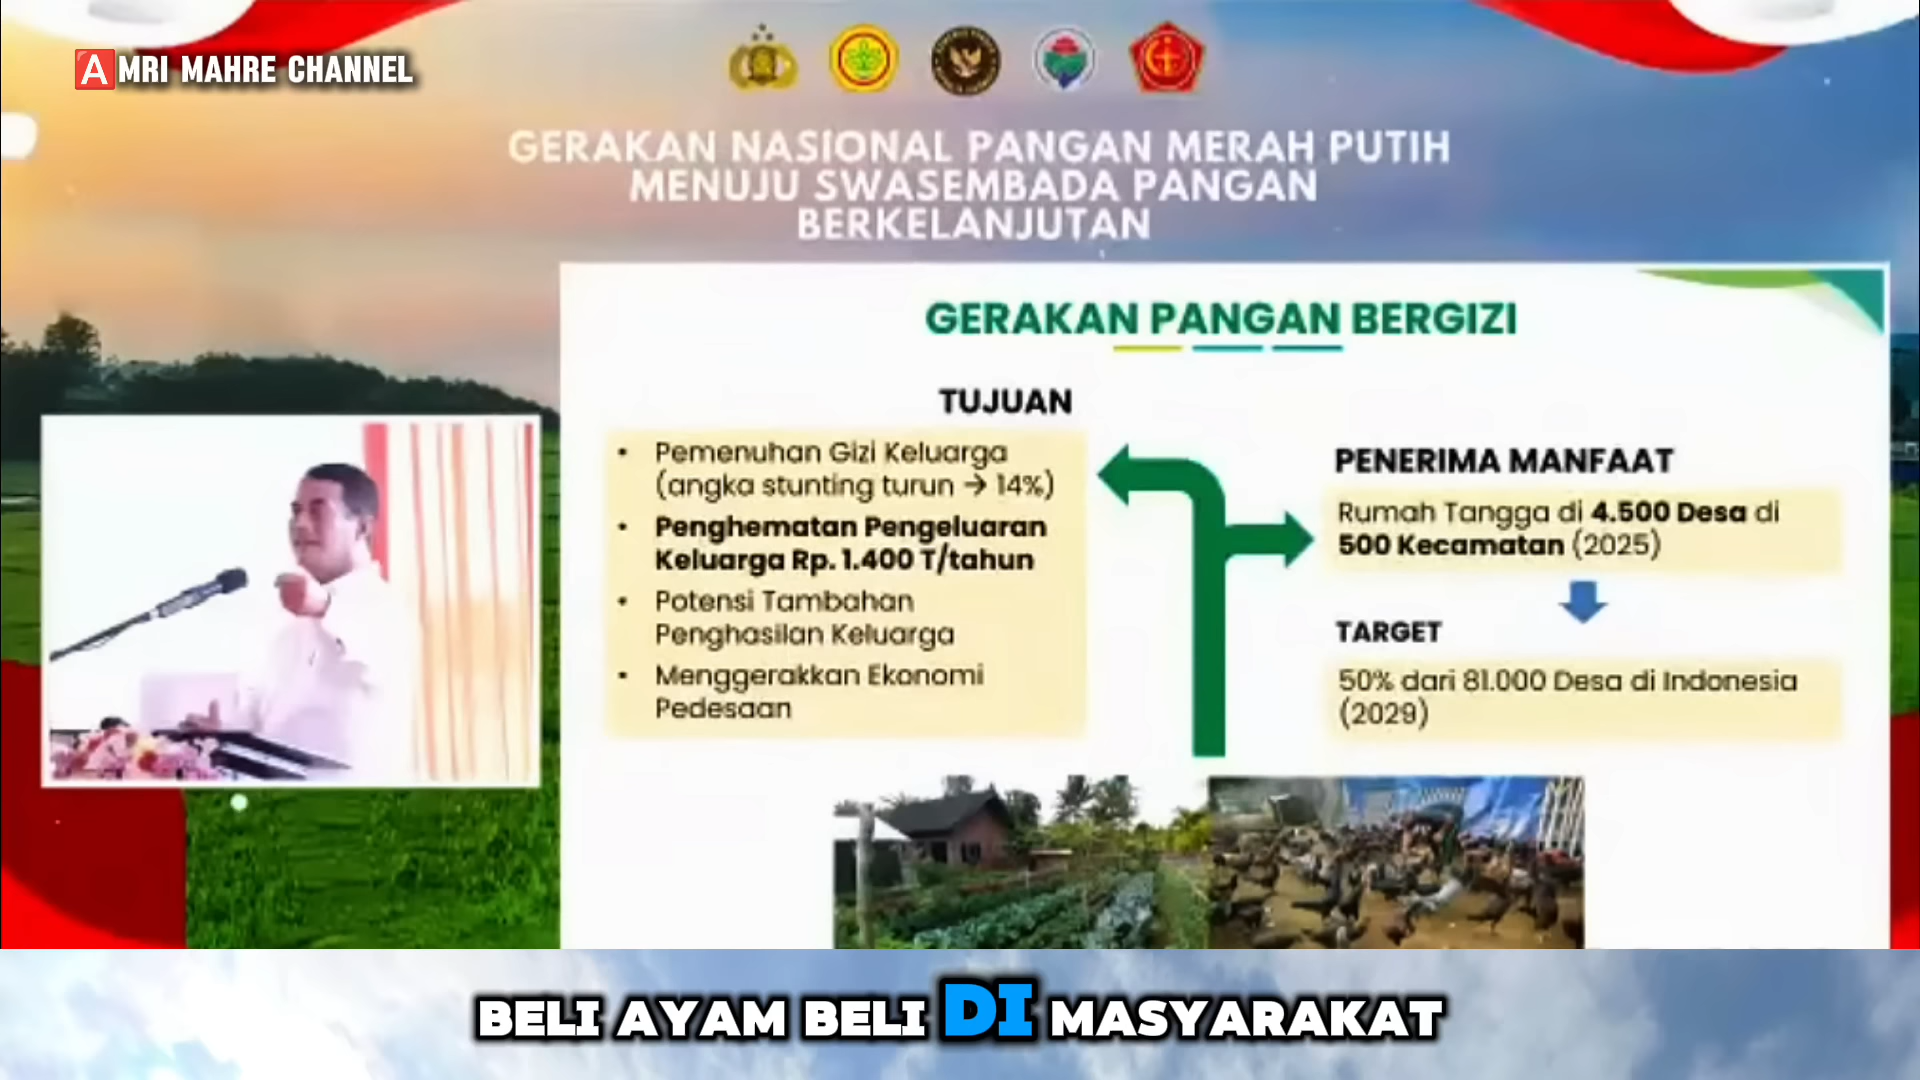 AMRI MAHRE CHANNEL
GERAKAN NASIONAL PANGAN MERAH PUTIH
MENUJU SWASEMBADA PANGAN
BERKELANJUTAN
GERAKAN PANGAN BERGIZI
TUJUAN
• Pemenuhan Gizi Keluarga
(angka stunting turun → 14%)
• Penghematan Pengeluaran
Keluarga Rp. 1.400 T/tahun
• Potensi Tambahan
Penghasilan Keluarga
• Menggerakkan Ekonomi
Pedesaan
PENERIMA MANFAAT
Rumah Tangga di 4.500 Desa di
500 Kecamatan (2025)
TARGET
50% dari 81.000 Desa di Indonesia
(2029)
BELI AYAM BELI DI MASYARAKAT